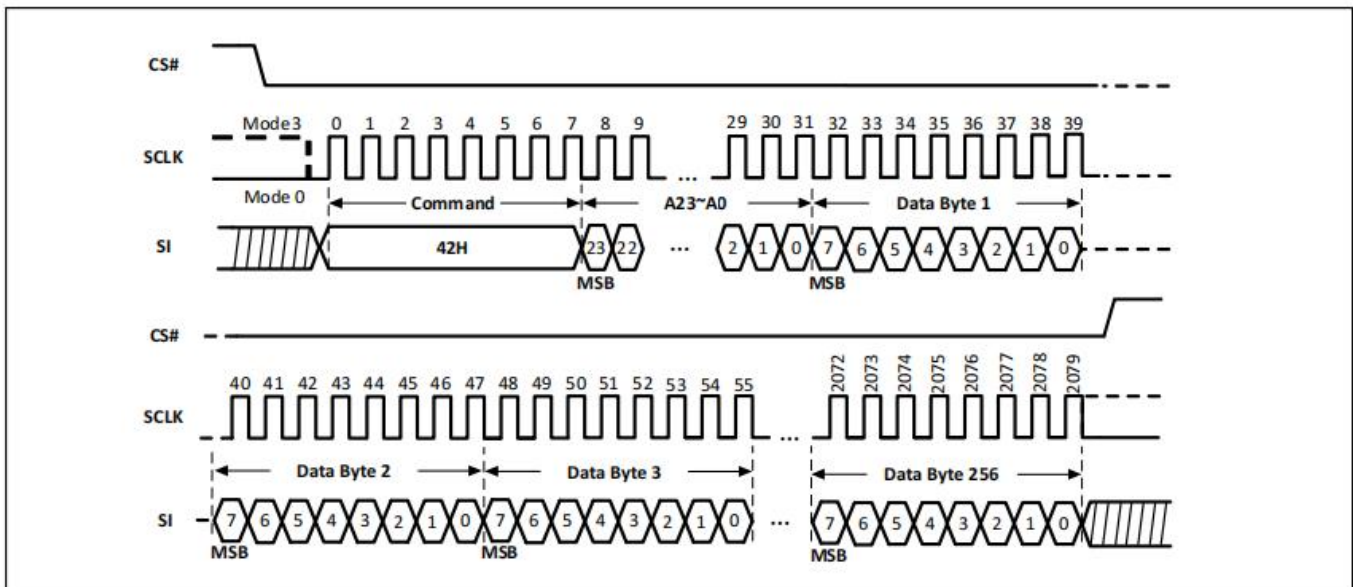 CS#
Mode3 0 1 2 3 4 5 6 7 8 9 29 30 31 32 33 34 35 36 37 38 39
SCLK ...
Mode 0 Command A23~A0 Data Byte 1
SI 42H 23 22 ... 2 1 0 7 6 5 4 3 2 1 0
MSB MSB
CS#
40 41 42 43 44 45 46 47 48 49 50 51 52 53 54 55 2072 2073 2074 2075 2076 2077 2078 2079
SCLK ...
Data Byte 2 Data Byte 3 Data Byte 256
SI 7 6 5 4 3 2 1 0 7 6 5 4 3 2 1 0 ... 7 6 5 4 3 2 1 0
MSB MSB MSB